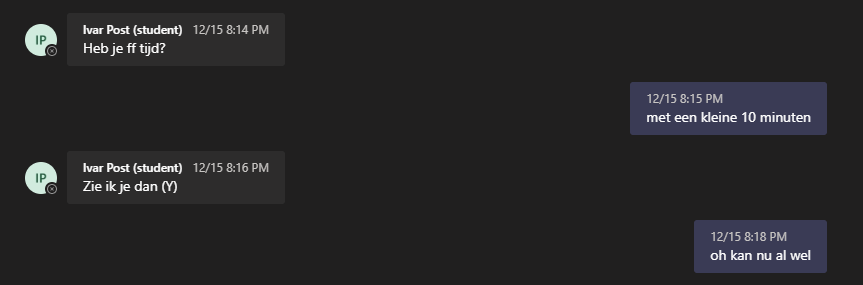 IP
Ivar Post (student) 12/15 8:14 PM
Heb je ff tijd?
12/15 8:15 PM
met een kleine 10 minuten
IP
Ivar Post (student) 12/15 8:16 PM
Zie ik je dan (Y)
12/15 8:18 PM
oh kan nu al wel